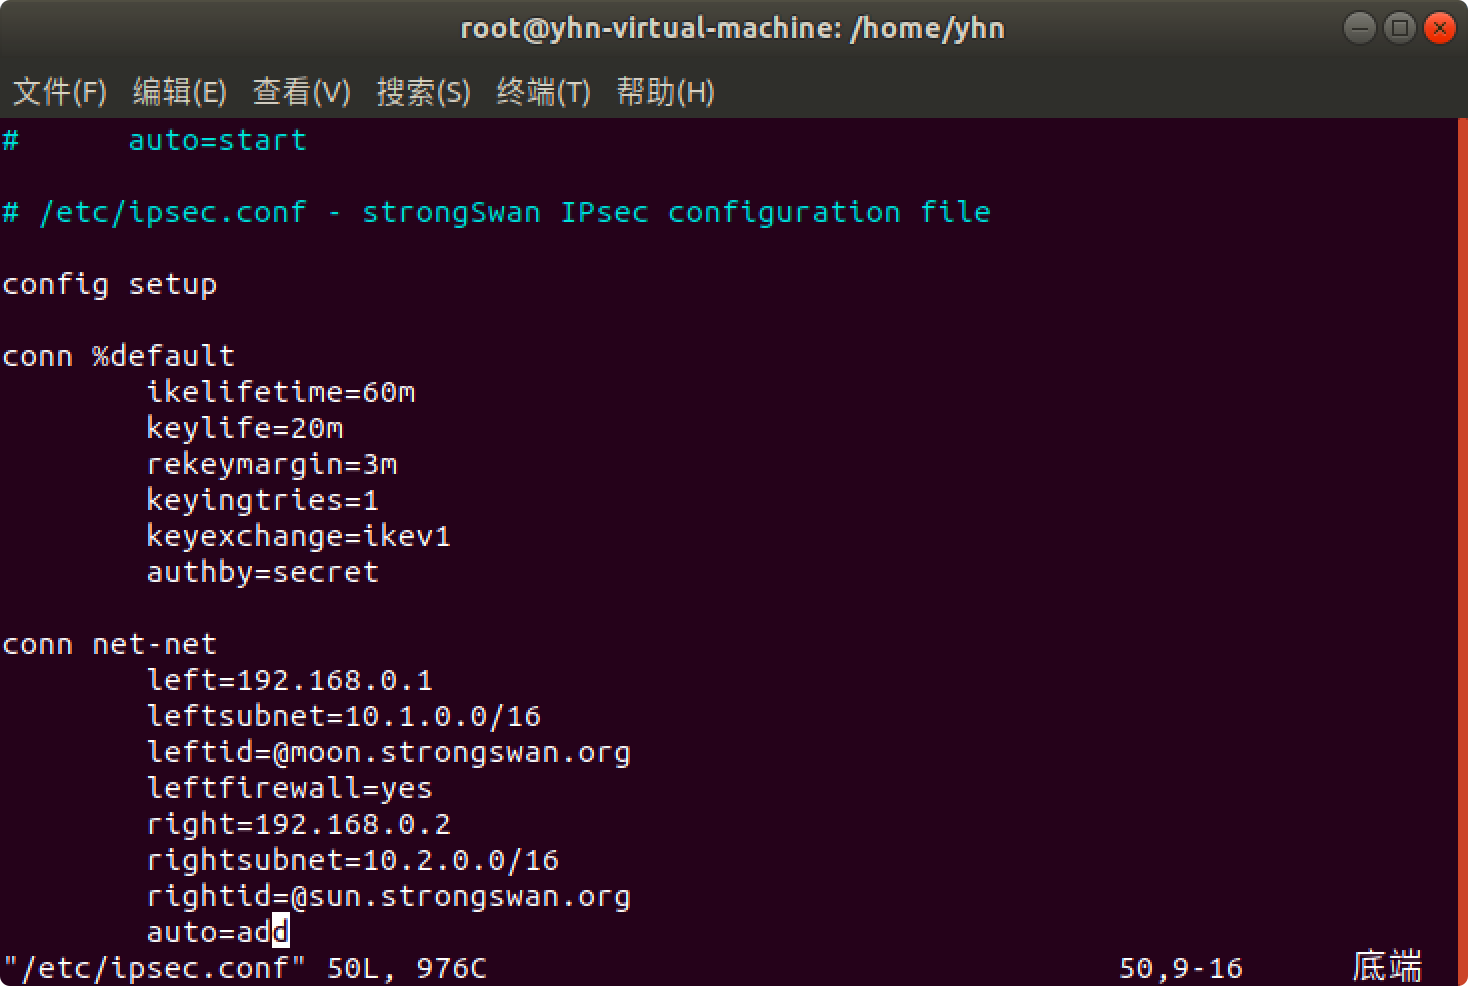 root@yhn-virtual-machine: /home/yhn
文件(F) 编辑(E) 查看(V) 搜索(S) 终端(T) 帮助(H)
#      auto=start
# /etc/ipsec.conf - strongSwan IPsec configuration file
config setup
conn %default
        ikelifetime=60m
        keylife=20m
        rekeymargin=3m
        keyingtries=1
        keyexchange=ikev1
        authby=secret
conn net-net
        left=192.168.0.1
        leftsubnet=10.1.0.0/16
        leftid=@moon.strongswan.org
        leftfirewall=yes
        right=192.168.0.2
        rightsubnet=10.2.0.0/16
        rightid=@sun.strongswan.org
        auto=add
"/etc/ipsec.conf" 50L, 976C 50,9-16 底端